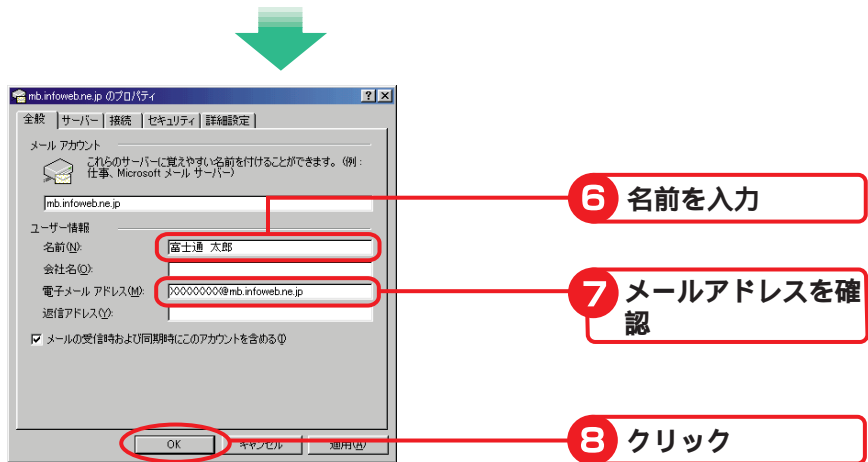 mb.infoweb.ne.jp のプロパティ
全般 サーバー 接続 セキュリティ 詳細設定
メール アカウント
これらのサーバーに覚えやすい名前を付けることができます。(例:
仕事、Microsoft メール サーバー)
mb.infoweb.ne.jp
ユーザー情報
名前(N): 富士通 太郎
会社名(O):
電子メール アドレス(M): XXXXXXXX@mb.infoweb.ne.jp
返信アドレス(Y):
メールの受信時および同期時にこのアカウントを含める(I)
OK キャンセル 適用(A)
6 名前を入力
7 メールアドレスを確
認
8 クリック